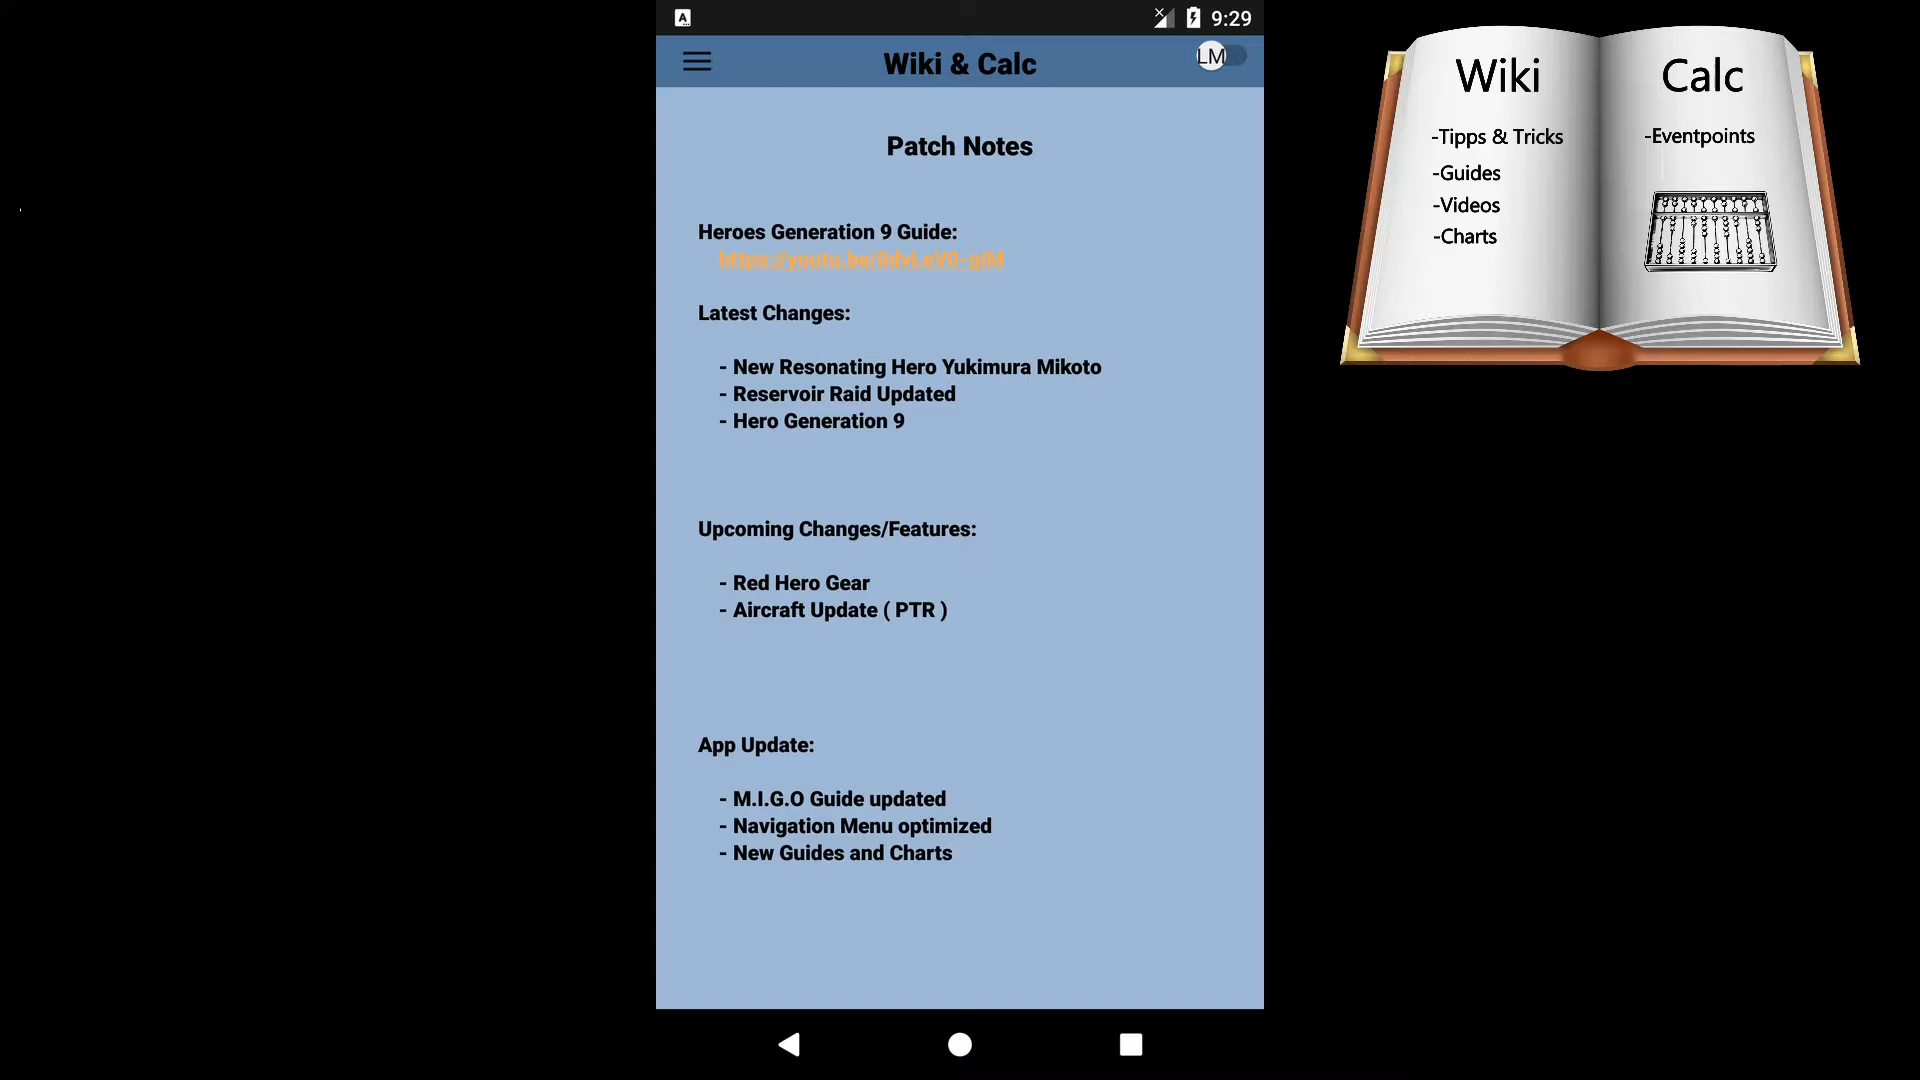 9:29
Wiki & Calc
LM
Patch Notes
Heroes Generation 9 Guide:
Latest Changes:
- New Resonating Hero Yukimura Mikoto
- Reservoir Raid Updated
- Hero Generation 9
Upcoming Changes/Features:
- Red Hero Gear
- Aircraft Update ( PTR )
App Update:
- M.I.G.O Guide updated
- Navigation Menu optimized
- New Guides and Charts
Wiki
-Tipps & Tricks
-Guides
-Videos
-Charts
Calc
-Eventpoints